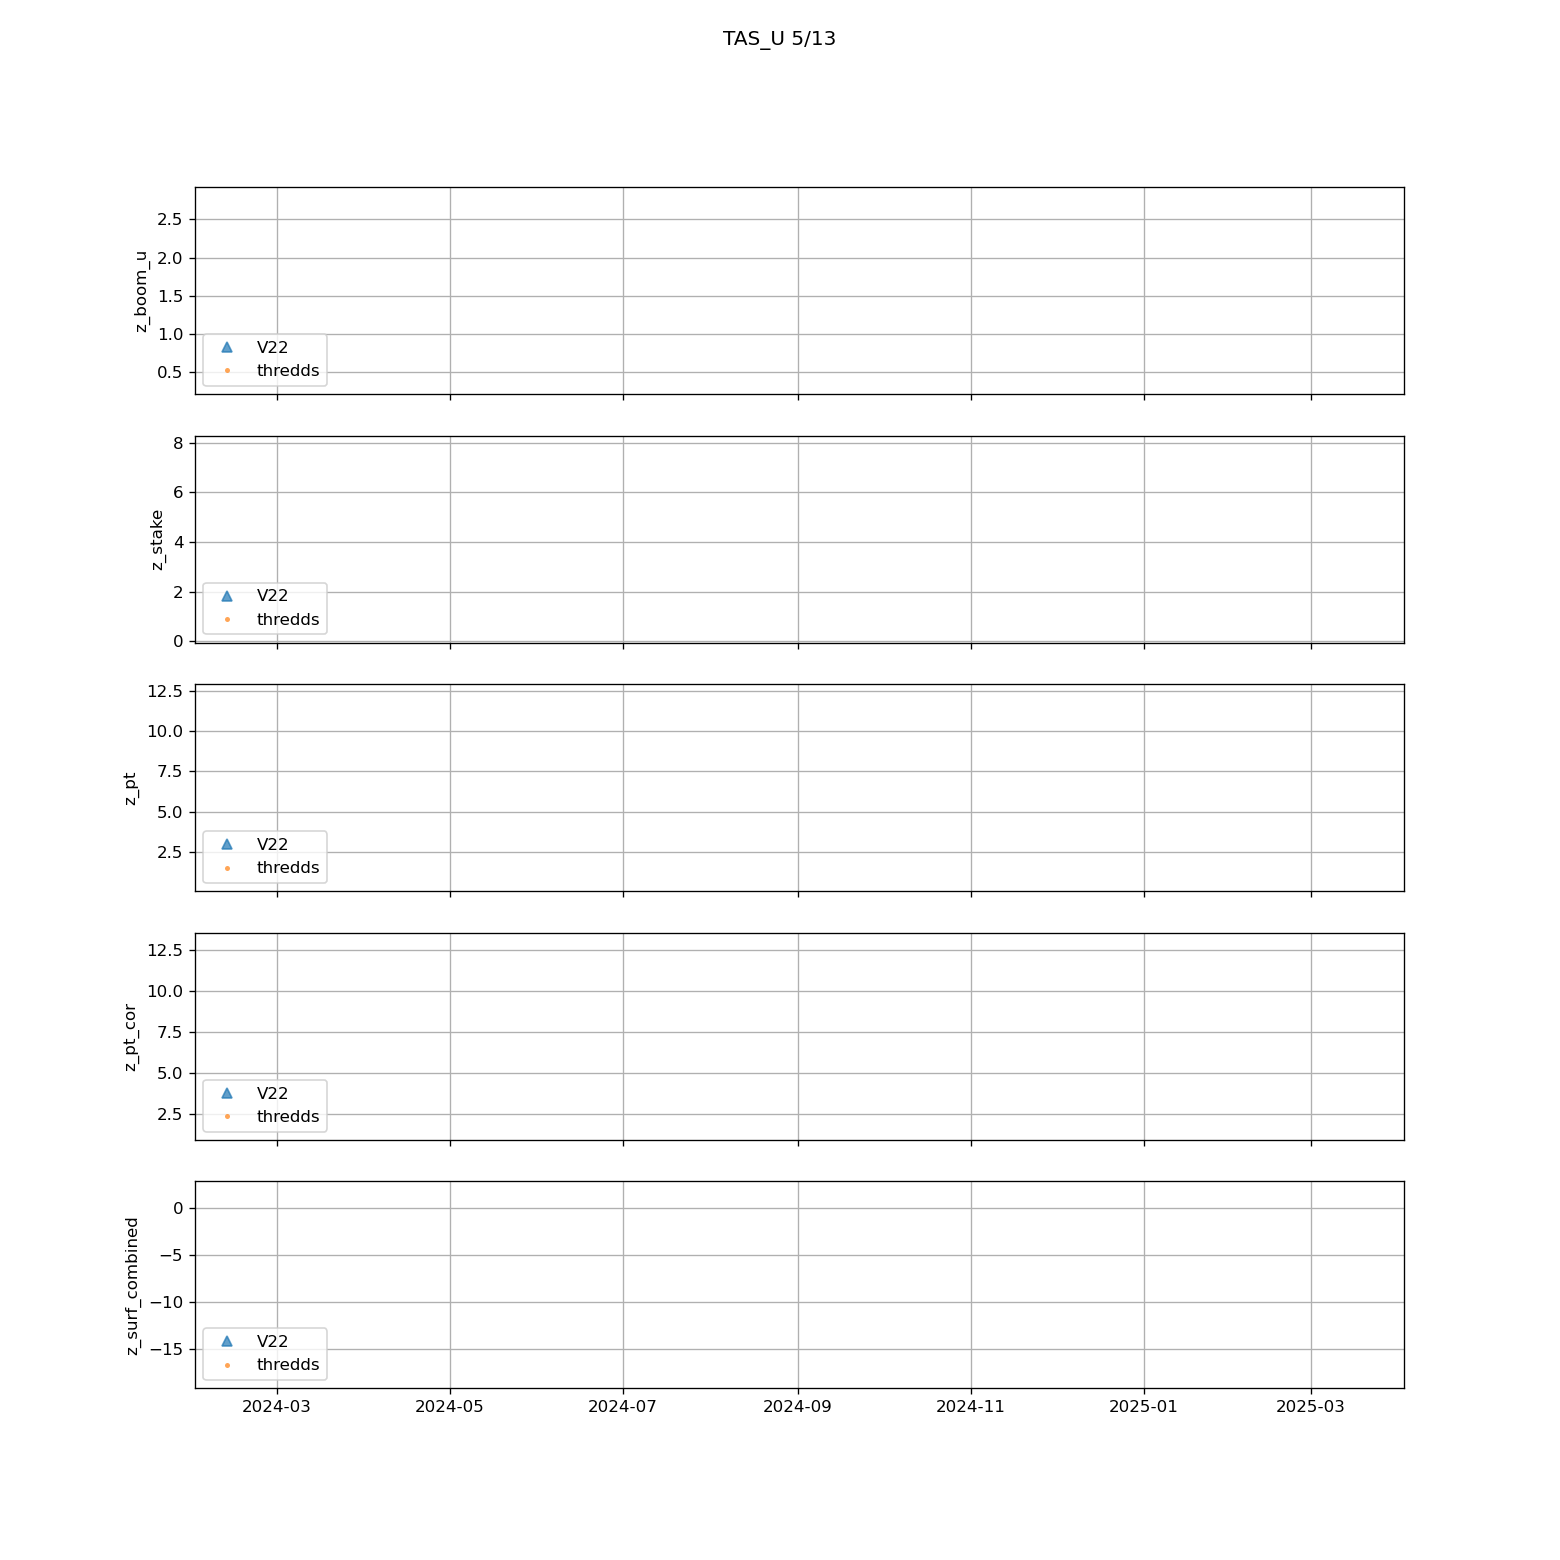 TAS_U 5/13
z_boom_u
2.5
2.0
1.5
1.0
0.5
V22
thredds
z_stake
8
6
4
2
0
V22
thredds
z_pt
12.5
10.0
7.5
5.0
2.5
V22
thredds
z_pt_cor
12.5
10.0
7.5
5.0
2.5
V22
thredds
z_surf_combined
0
−5
−10
−15
V22
thredds
2024-03 2024-05 2024-07 2024-09 2024-11 2025-01 2025-03